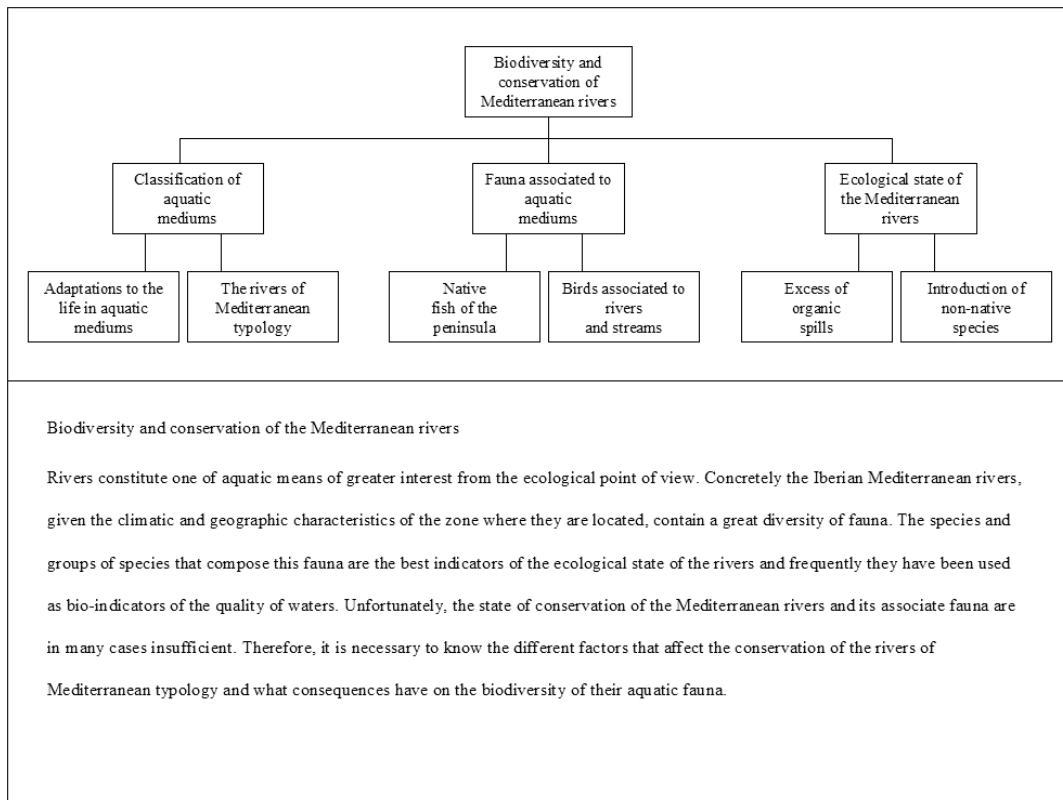 Biodiversity and
conservation of
Mediterranean rivers
Classification of
aquatic
mediums
Fauna associated to
aquatic
mediums
Ecological state of
the Mediterranean
rivers
Adaptations to the
life in aquatic
mediums
The rivers of
Mediterranean
typology
Native
fish of the
peninsula
Birds associated to
rivers
and streams
Excess of
organic
spills
Introduction of
non-native
species
Biodiversity and conservation of the Mediterranean rivers
Rivers constitute one of aquatic means of greater interest from the ecological point of view. Concretely the Iberian Mediterranean rivers,
given the climatic and geographic characteristics of the zone where they are located, contain a great diversity of fauna. The species and
groups of species that compose this fauna are the best indicators of the ecological state of the rivers and frequently they have been used
as bio-indicators of the quality of waters. Unfortunately, the state of conservation of the Mediterranean rivers and its associate fauna are
in many cases insufficient. Therefore, it is necessary to know the different factors that affect the conservation of the rivers of
Mediterranean typology and what consequences have on the biodiversity of their aquatic fauna.